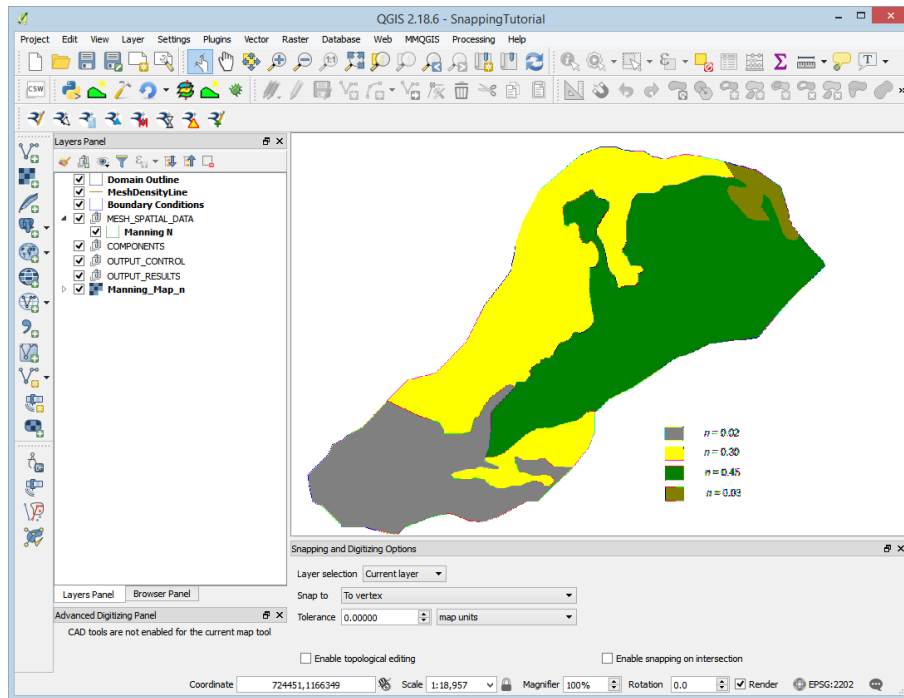 QGIS 2.18.6 - SnappingTutorial
Project Edit View Layer Settings Plugins Vector Raster Database Web MMQGIS Processing Help
CSW
Layers Panel
Domain Outline
MeshDensityLine
Boundary Conditions
MESH_SPATIAL_DATA
Manning N
COMPONENTS
OUTPUT_CONTROL
OUTPUT_RESULTS
Manning_Map_n
n = 0.02
n = 0.30
n = 0.45
n = 0.03
Layers Panel Browser Panel
Advanced Digitizing Panel
CAD tools are not enabled for the current map tool
Snapping and Digitizing Options
Layer selection Current layer
Snap to To vertex
Tolerance 0.00000 map units
Enable topological editing Enable snapping on intersection
Coordinate 724451,1166349 Scale 1:18,957 Magnifier 100% Rotation 0.0 Render EPSG:2202